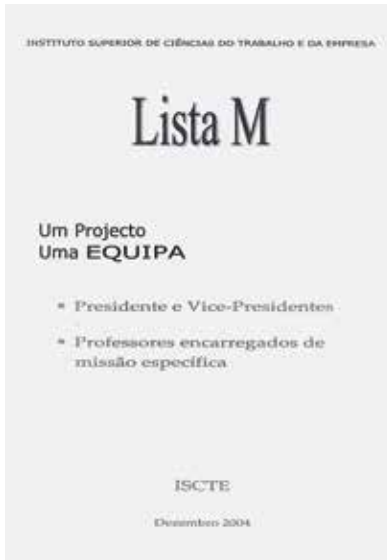 INSTITUTO SUPERIOR DE CIÊNCIAS DO TRABALHO E DA EMPRESA
Lista M
Um Projecto
Uma EQUIPA
▪ Presidente e Vice-Presidentes
▪ Professores encarregados de
missão específica
ISCTE
Dezembro 2004